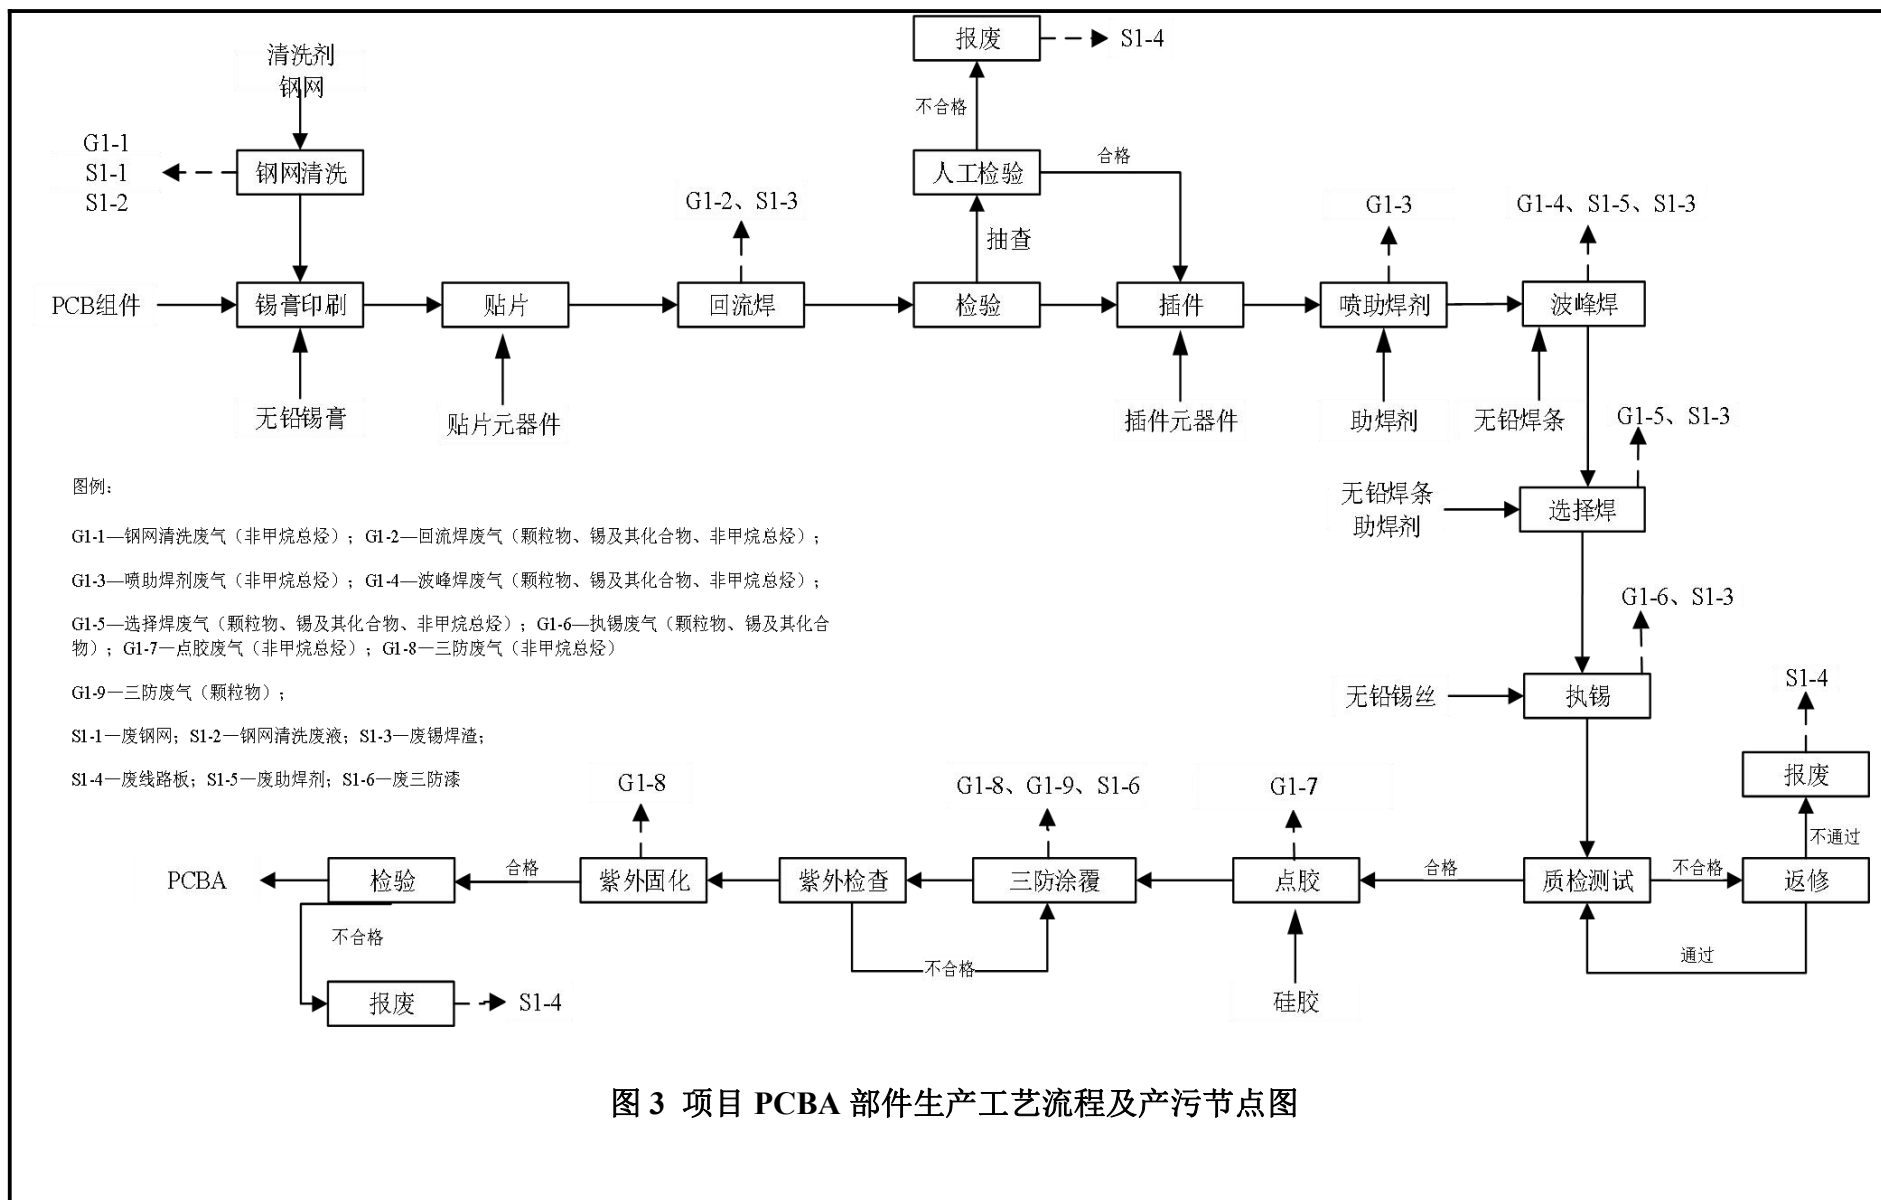 报废
S1-4
清洗剂
钢网
不合格
G1-1
S1-1
S1-2
钢网清洗
人工检验
合格
G1-2、S1-3
抽查
G1-3
G1-4、S1-5、S1-3
PCB组件
锡膏印刷
贴片
回流焊
检验
插件
喷助焊剂
波峰焊
无铅锡膏
贴片元器件
插件元器件
助焊剂
无铅焊条
G1-5、S1-3
无铅焊条
助焊剂
选择焊
图例：
G1-1—钢网清洗废气（非甲烷总烃）；G1-2—回流焊废气（颗粒物、锡及其化合物、非甲烷总烃）；
G1-3—喷助焊剂废气（非甲烷总烃）；G1-4—波峰焊废气（颗粒物、锡及其化合物、非甲烷总烃）；
G1-5—选择焊废气（颗粒物、锡及其化合物、非甲烷总烃）；G1-6—执锡废气（颗粒物、锡及其化合
物）；G1-7—点胶废气（非甲烷总烃）；G1-8—三防废气（非甲烷总烃）
G1-9—三防废气（颗粒物）；
S1-1—废钢网；S1-2—钢网清洗废液；S1-3—废锡焊渣；
S1-4—废线路板；S1-5—废助焊剂；S1-6—废三防漆
G1-6、S1-3
无铅锡丝
执锡
S1-4
报废
不通过
G1-8
G1-8、G1-9、S1-6
G1-7
PCBA
检验
合格
紫外固化
紫外检查
三防涂覆
点胶
合格
质检测试
不合格
返修
不合格
不合格
通过
报废
S1-4
硅胶
图 3 项目 PCBA 部件生产工艺流程及产污节点图